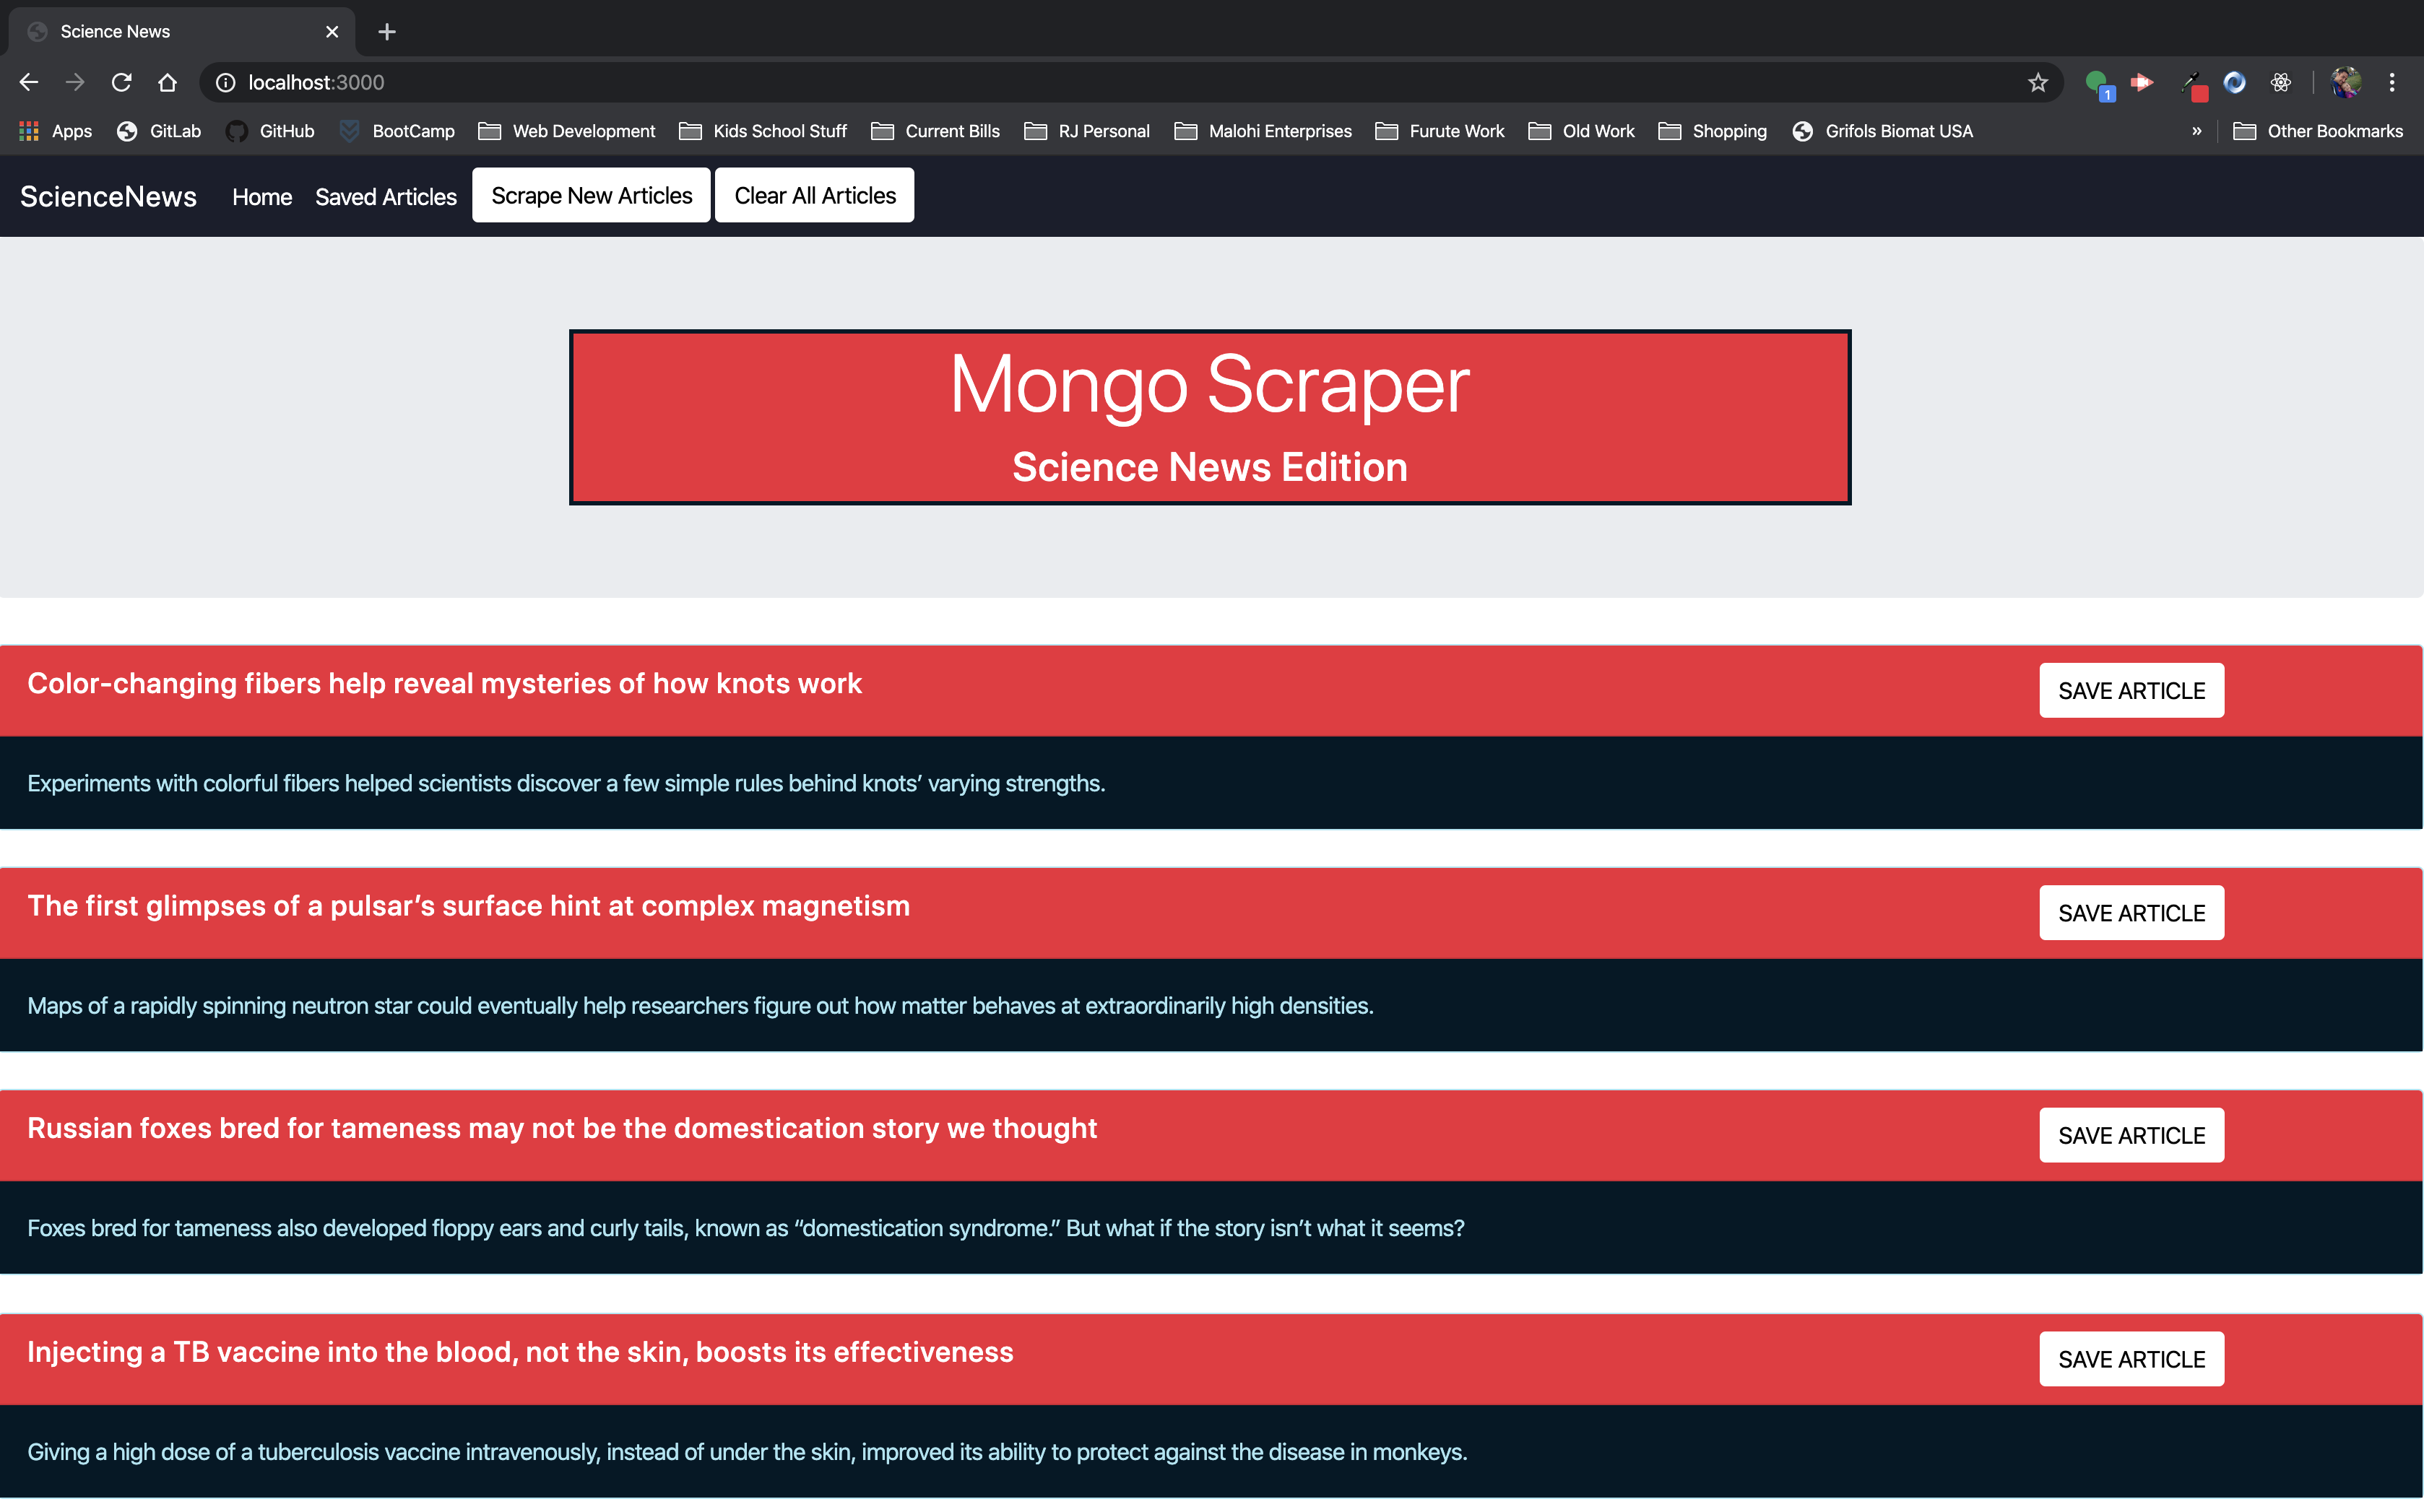 Science News
localhost:3000
1
Apps GitLab GitHub BootCamp Web Development Kids School Stuff Current Bills RJ Personal Malohi Enterprises Furute Work Old Work Shopping Grifols Biomat USA » Other Bookmarks
ScienceNews Home Saved Articles Scrape New Articles Clear All Articles
Mongo Scraper
Science News Edition
Color-changing fibers help reveal mysteries of how knots work SAVE ARTICLE
Experiments with colorful fibers helped scientists discover a few simple rules behind knots’ varying strengths.
The first glimpses of a pulsar’s surface hint at complex magnetism SAVE ARTICLE
Maps of a rapidly spinning neutron star could eventually help researchers figure out how matter behaves at extraordinarily high densities.
Russian foxes bred for tameness may not be the domestication story we thought SAVE ARTICLE
Foxes bred for tameness also developed floppy ears and curly tails, known as “domestication syndrome.” But what if the story isn’t what it seems?
Injecting a TB vaccine into the blood, not the skin, boosts its effectiveness SAVE ARTICLE
Giving a high dose of a tuberculosis vaccine intravenously, instead of under the skin, improved its ability to protect against the disease in monkeys.